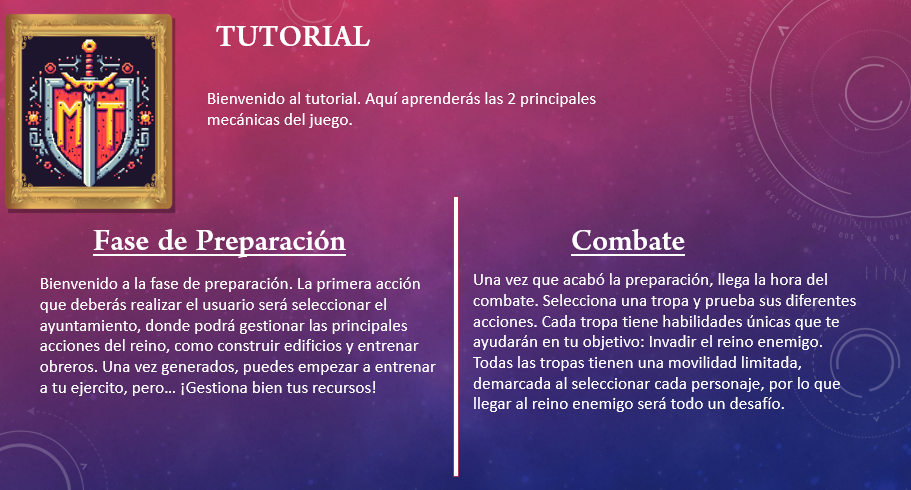 MT
TUTORIAL
Bienvenido al tutorial. Aquí aprenderás las 2 principales
mecánicas del juego.
Fase de Preparación
Bienvenido a la fase de preparación. La primera acción
que deberás realizar el usuario será seleccionar el
ayuntamiento, donde podrá gestionar las principales
acciones del reino, como construir edificios y entrenar
obreros. Una vez generados, puedes empezar a entrenar
a tu ejercito, pero... ¡Gestiona bien tus recursos!
Combate
Una vez que acabó la preparación, llega la hora del
combate. Selecciona una tropa y prueba sus diferentes
acciones. Cada tropa tiene habilidades únicas que te
ayudarán en tu objetivo: Invadir el reino enemigo.
Todas las tropas tienen una movilidad limitada,
demarcada al seleccionar cada personaje, por lo que
llegar al reino enemigo será todo un desafío.